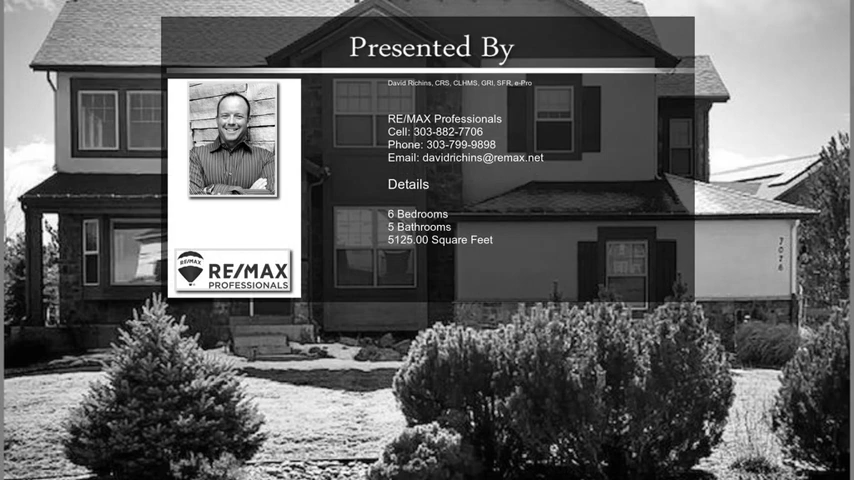 Presented By
David Richins, CRS, CLHMS, GRI, SFR, e-Pro
RE/MAX Professionals
Cell: 303-882-7706
Phone: 303-799-9898
Email: davidrichins@remax.net
Details
6 Bedrooms
5 Bathrooms
5125.00 Square Feet
RE/MAX
RE/MAX
PROFESSIONALS
7076